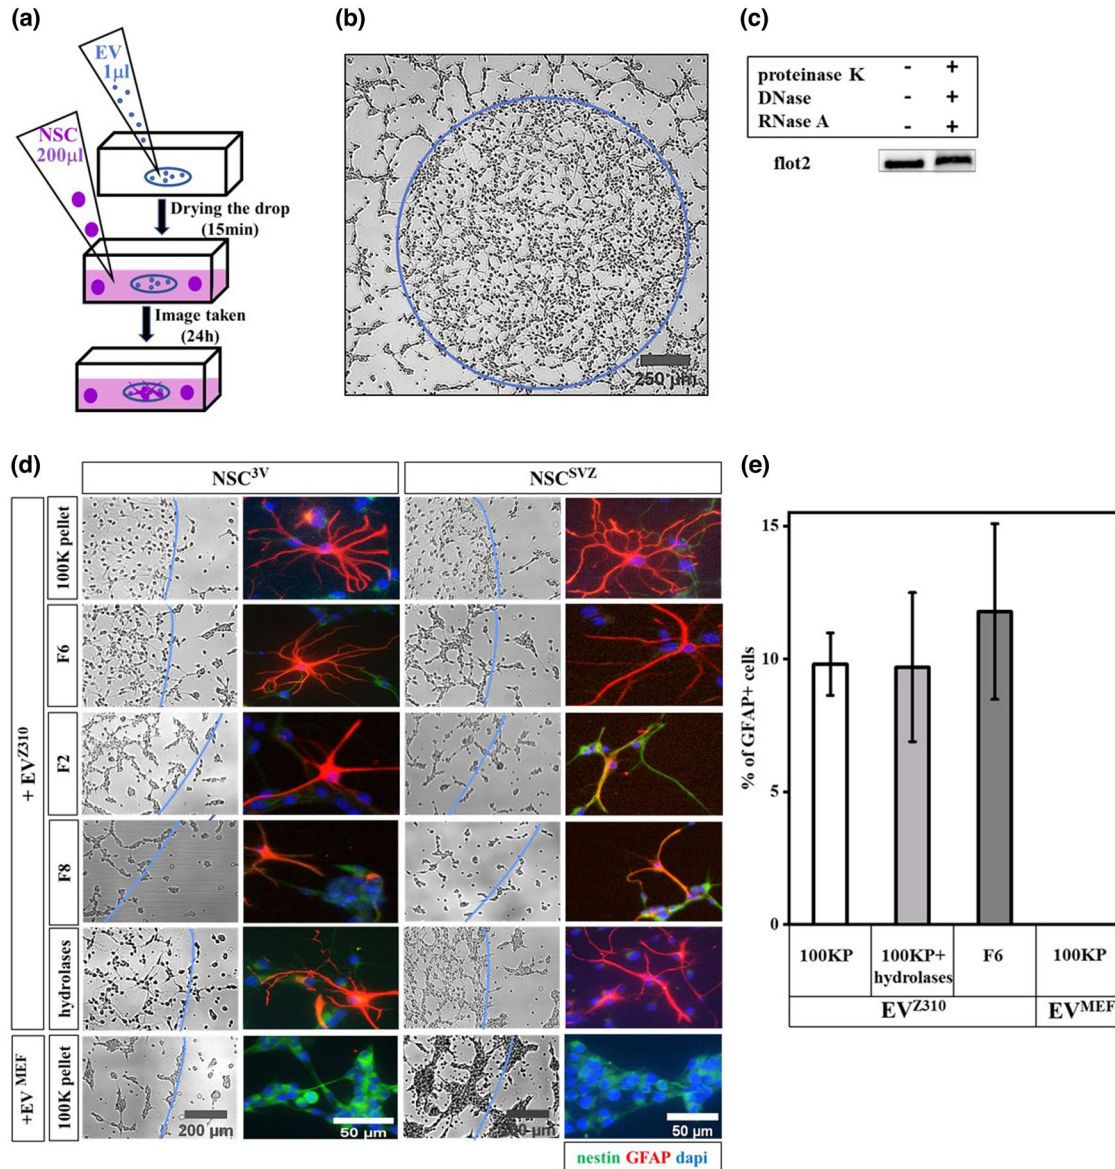 (a)
EV
1µl
NSC
200µl
Drying the drop
(15min)
Image taken
(24h)
(b)
250 µm
(c)
proteinase K - +
DNase - +
RNase A - +
flot2
(d)
NSC3V NSCSVZ
+ EVZ310
100K pellet
F6
F2
F8
hydrolases
+EV MEF
100K pellet
200 µm
50 µm
50 µm
nestin GFAP dapi
(e)
% of GFAP+ cells
15
10
5
0
100KP 100KP+ F6 100KP
hydrolases
EVZ310 EVMEF